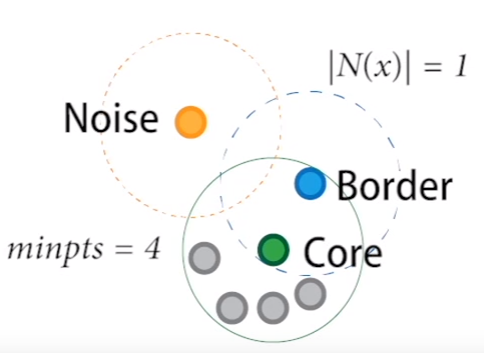 |N(x)| = 1
Noise
Border
minpts = 4
Core